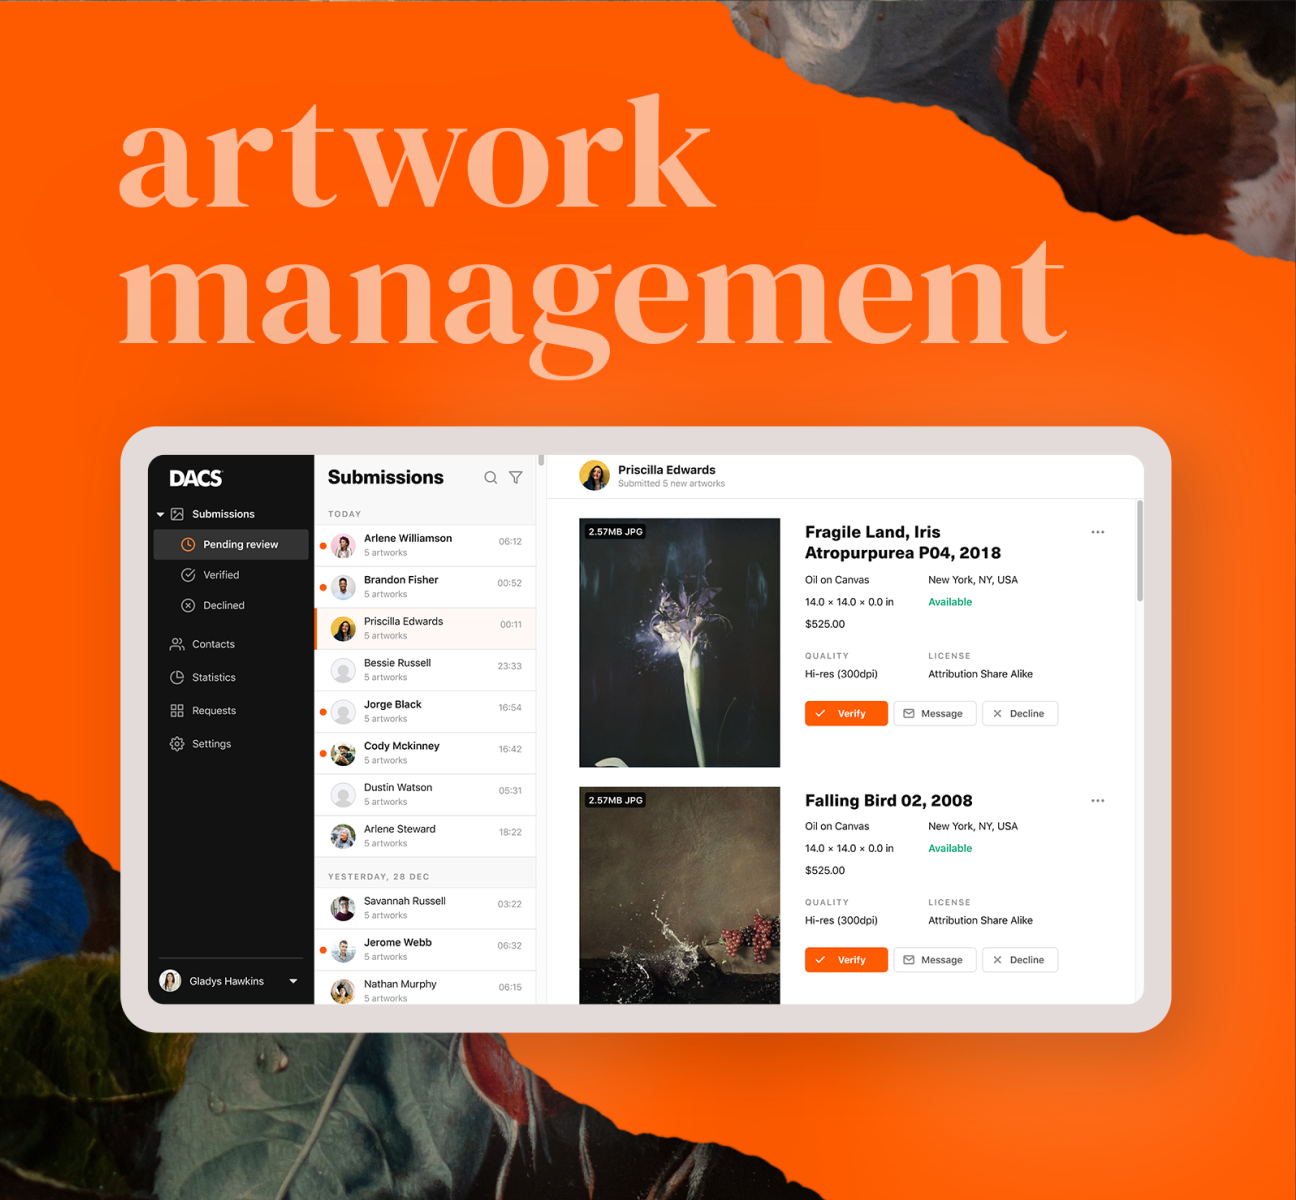 artwork
management
DACS
Submissions
Pending review
Verified
Declined
Contacts
Statistics
Requests
Settings
Gladys Hawkins
Submissions
TODAY
Arlene Williamson 06:12
5 artworks
Brandon Fisher 00:52
5 artworks
Priscilla Edwards 00:11
5 artworks
Bessie Russell 23:33
5 artworks
Jorge Black 16:54
5 artworks
Cody Mckinney 16:42
5 artworks
Dustin Watson 05:31
5 artworks
Arlene Steward 18:22
5 artworks
YESTERDAY, 28 DEC
Savannah Russell 03:22
5 artworks
Jerome Webb 06:32
5 artworks
Nathan Murphy 06:15
5 artworks
Priscilla Edwards
Submitted 5 new artworks
2.57MB JPG
Fragile Land, Iris
Atropurpurea P04, 2018
Oil on Canvas New York, NY, USA
14.0 × 14.0 × 0.0 in Available
$525.00
QUALITY LICENSE
Hi-res (300dpi) Attribution Share Alike
Verify Message Decline
2.57MB JPG
Falling Bird 02, 2008
Oil on Canvas New York, NY, USA
14.0 × 14.0 × 0.0 in Available
$525.00
QUALITY LICENSE
Hi-res (300dpi) Attribution Share Alike
Verify Message Decline